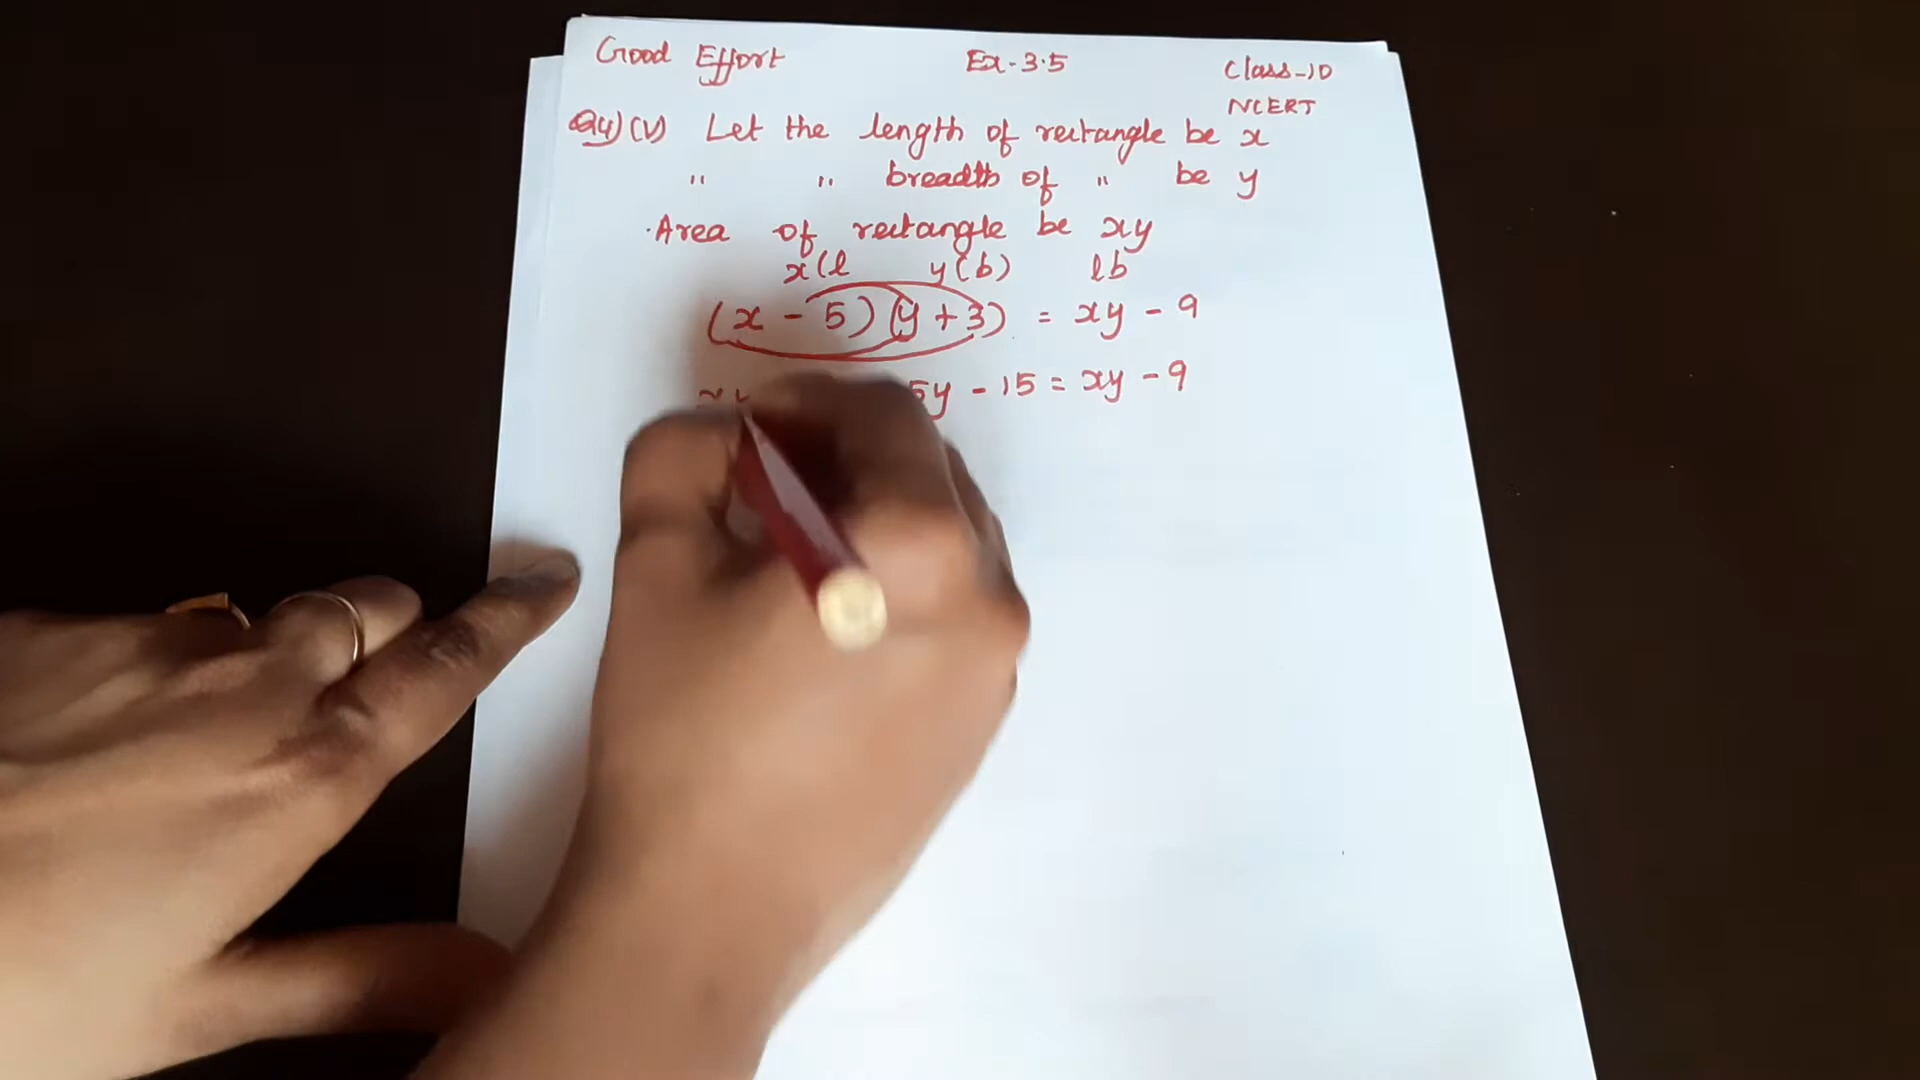 Good Effort Ex-3.5 Class-10
NCERT
Q4) (V) Let the length of rectangle be x
" " breadth of " be y
Area of rectangle be xy
x(l y(b) lb
(x - 5) (y + 3) = xy - 9
xy 5y - 15 = xy - 9